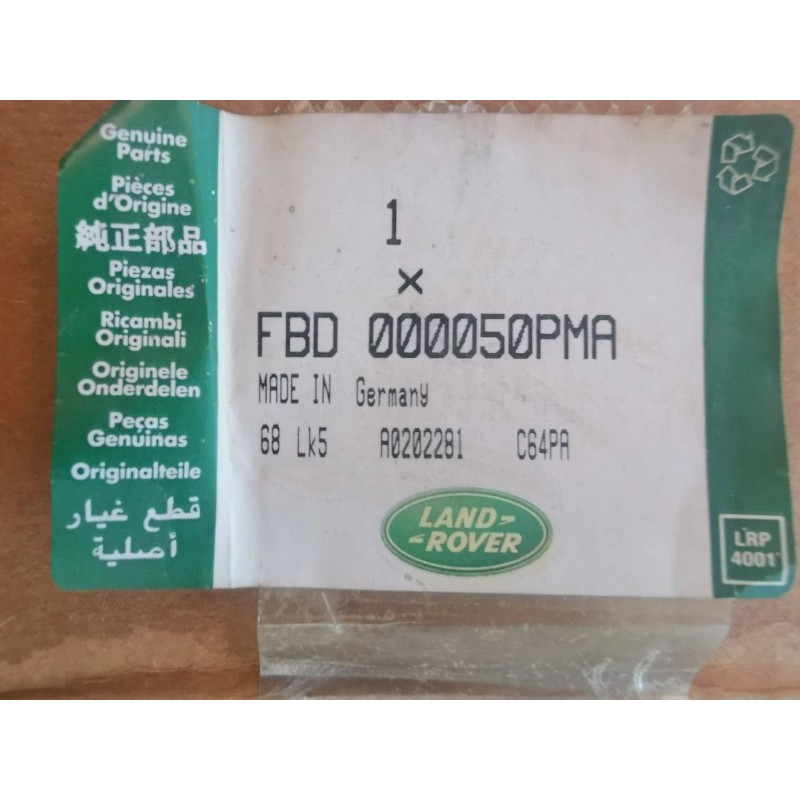 Genuine
Parts
Pièces
d'Origine
純正部品
Piezas
Originales
Ricambi
Originali
Originele
Onderdelen
Peças
Genuinas
Originalteile
قطع غيار
أصلية
1
×
FBD 000050PMA
MADE IN Germany
68 Lk5 A0202281 C64PA
LAND-
-ROVER
LRP
4001